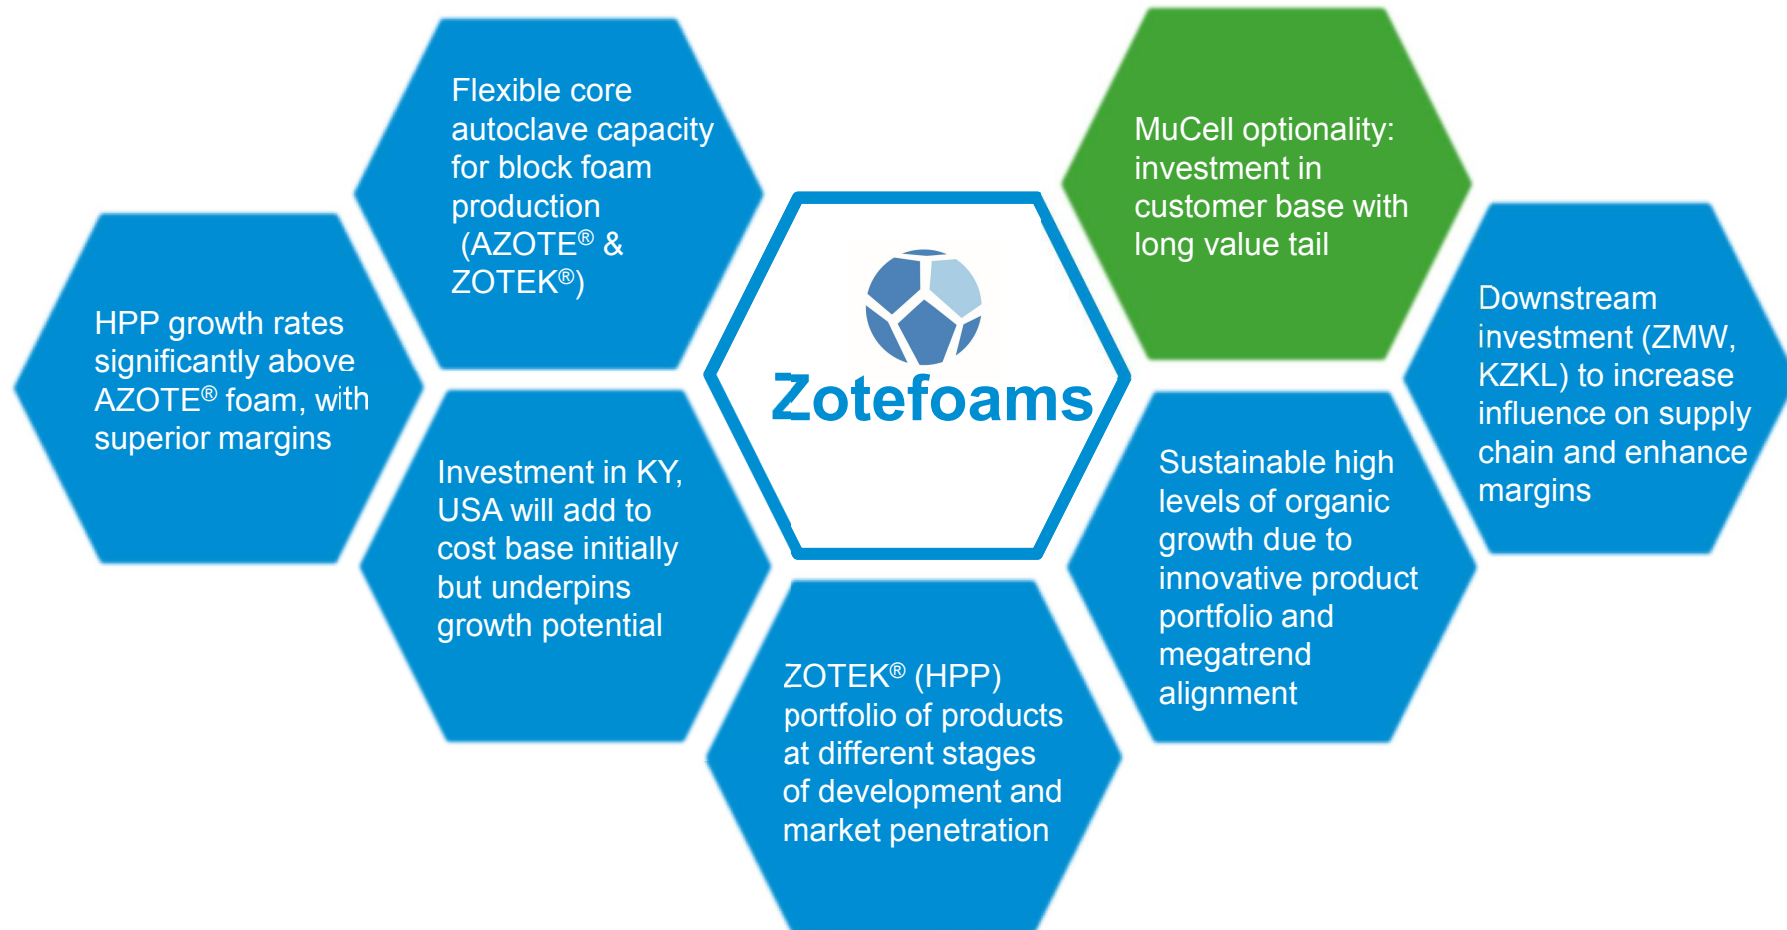 HPP growth rates
significantly above
AZOTE® foam, with
superior margins
Flexible core
autoclave capacity
for block foam
production
(AZOTE® &
ZOTEK®)
Investment in KY,
USA will add to
cost base initially
but underpins
growth potential
Zotefoams
ZOTEK® (HPP)
portfolio of products
at different stages
of development and
market penetration
MuCell optionality:
investment in
customer base with
long value tail
Sustainable high
levels of organic
growth due to
innovative product
portfolio and
megatrend
alignment
Downstream
investment (ZMW,
KZKL) to increase
influence on supply
chain and enhance
margins